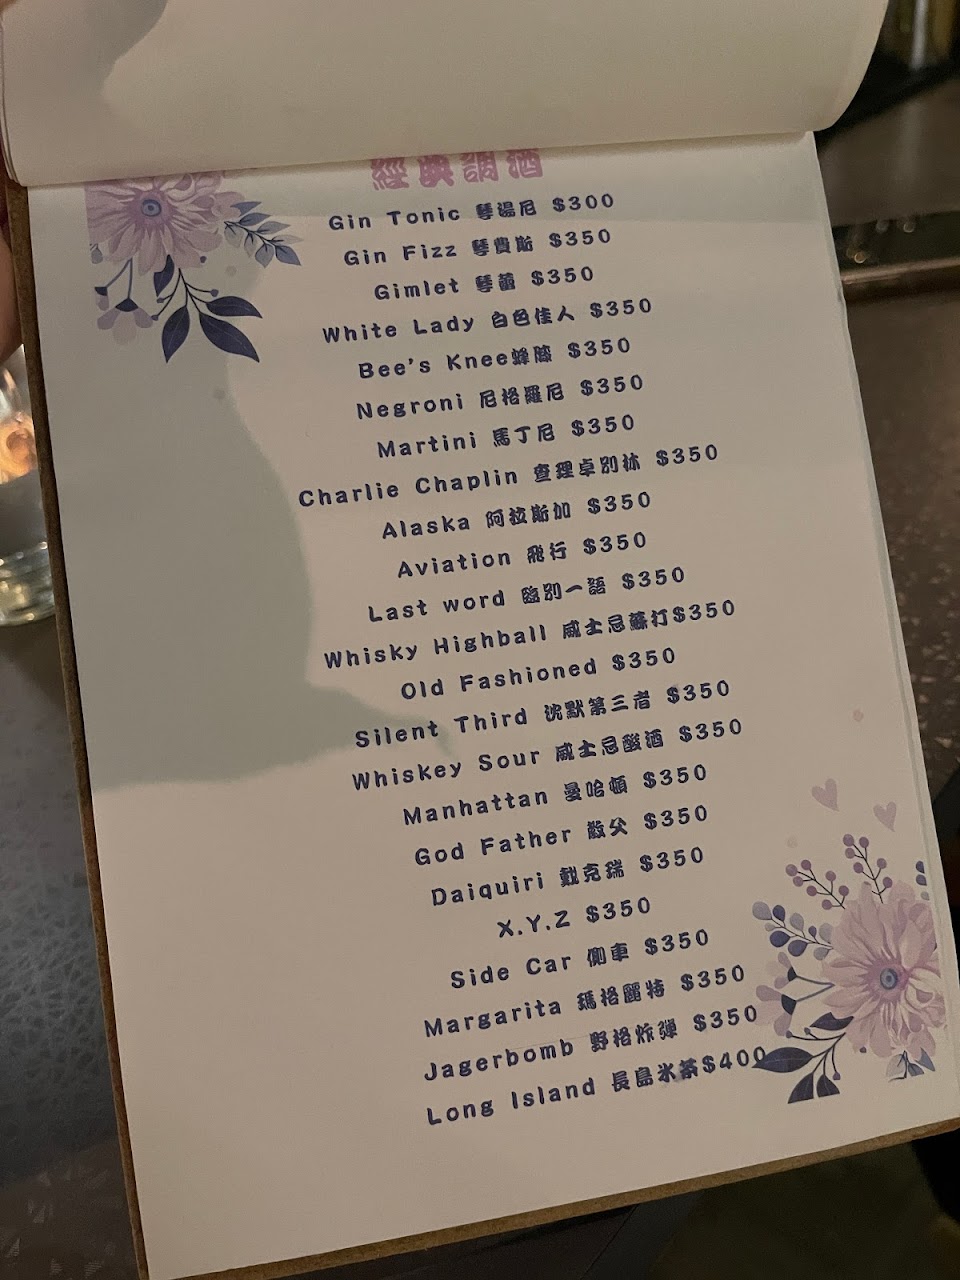 經典調酒
Gin Tonic 琴湯尼 $300
Gin Fizz 琴費斯 $350
Gimlet 琴蕾 $350
White Lady 白色佳人 $350
Bee's Knee蜂膝 $350
Negroni 尼格羅尼 $350
Martini 馬丁尼 $350
Charlie Chaplin 查理卓別林 $350
Alaska 阿拉斯加 $350
Aviation 飛行 $350
Last word 臨別一語 $350
Whisky Highball 威士忌蘇打$350
Old Fashioned $350
Silent Third 沈默第三者 $350
Whiskey Sour 威士忌酸酒 $350
Manhattan 曼哈頓 $350
God Father 教父 $350
Daiquiri 戴克瑞 $350
X.Y.Z $350
Side Car 側車 $350
Margarita 瑪格麗特 $350
Jagerbomb 野格炸彈 $350
Long Island 長島冰茶$400